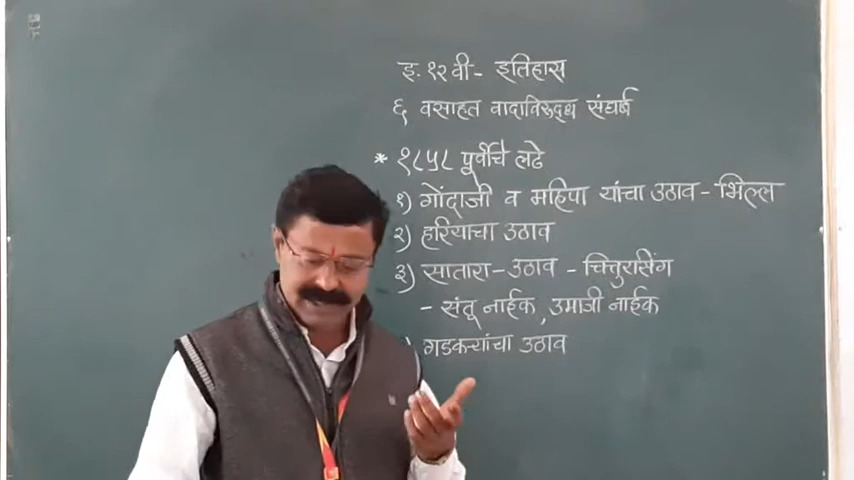 इ. १२वी- इतिहास
६ वसाहत वादाविरूद्ध संघर्ष
* १८५८ पूर्वीचे लढे
१) गोंदाजी व महिपा यांचा उठाव - भिल्ल
२) हरियाचा उठाव
३) सातारा - उठाव - चित्तुरसिंग
- संतू नाईक, उमाजी नाईक
) गडकऱ्यांचा उठाव